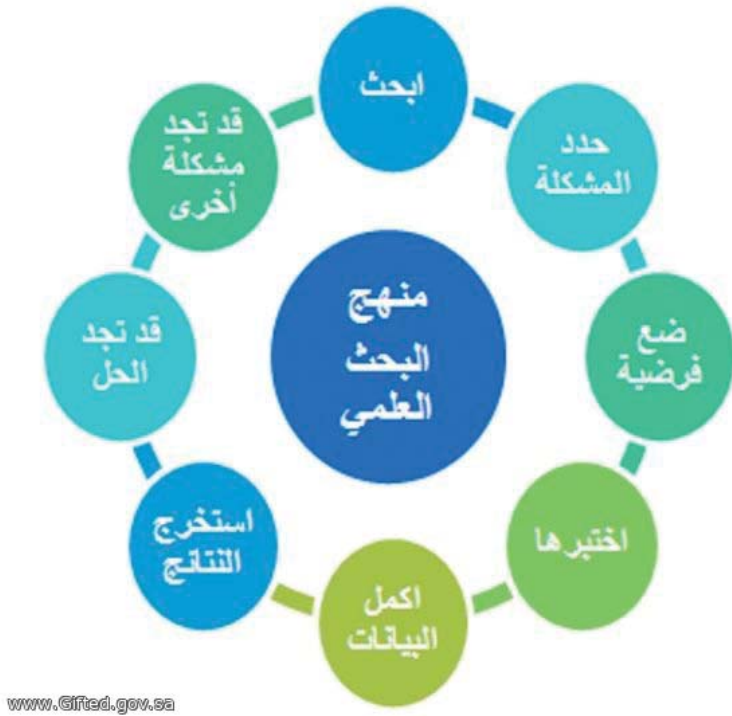 منهج
البحث
العلمي
ابحث
حدد
المشكلة
ضع
فرضية
اختبرها
اكمل
البيانات
استخرج
النتائج
قد تجد
الحل
قد تجد
مشكلة
أخرى
www.Gifted.gov.sa